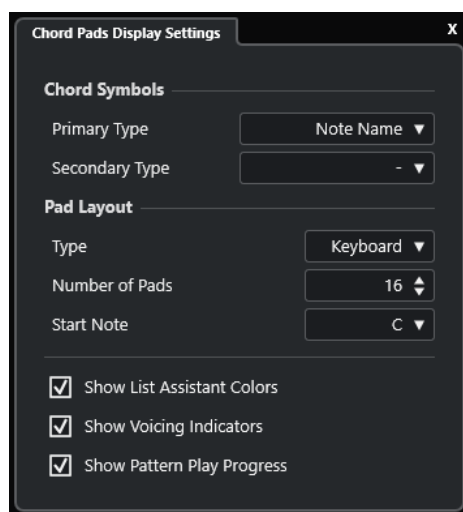 Chord Pads Display Settings X
Chord Symbols
Primary Type Note Name
Secondary Type -
Pad Layout
Type Keyboard
Number of Pads 16
Start Note C
Show List Assistant Colors
Show Voicing Indicators
Show Pattern Play Progress